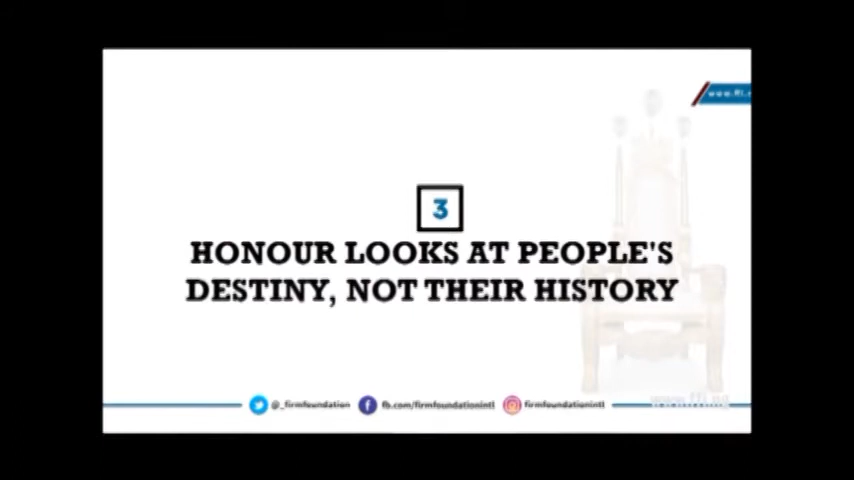 3
HONOUR LOOKS AT PEOPLE'S
DESTINY, NOT THEIR HISTORY
@_firmfoundation fb.com/firmfoundationintl firmfoundationintl